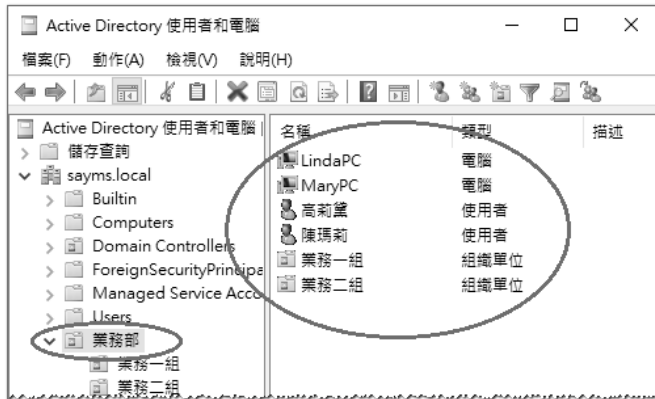 Active Directory 使用者和電腦
檔案(F) 動作(A) 檢視(V) 說明(H)
Active Directory 使用者和電腦
儲存查詢
sayms.local
Builtin
Computers
Domain Controllers
ForeignSecurityPrincipa
Managed Service Acco
Users
業務部
業務一組
業務二組
名稱 類型 描述
LindaPC 電腦
MaryPC 電腦
高莉黛 使用者
陳瑪莉 使用者
業務一組 組織單位
業務二組 組織單位